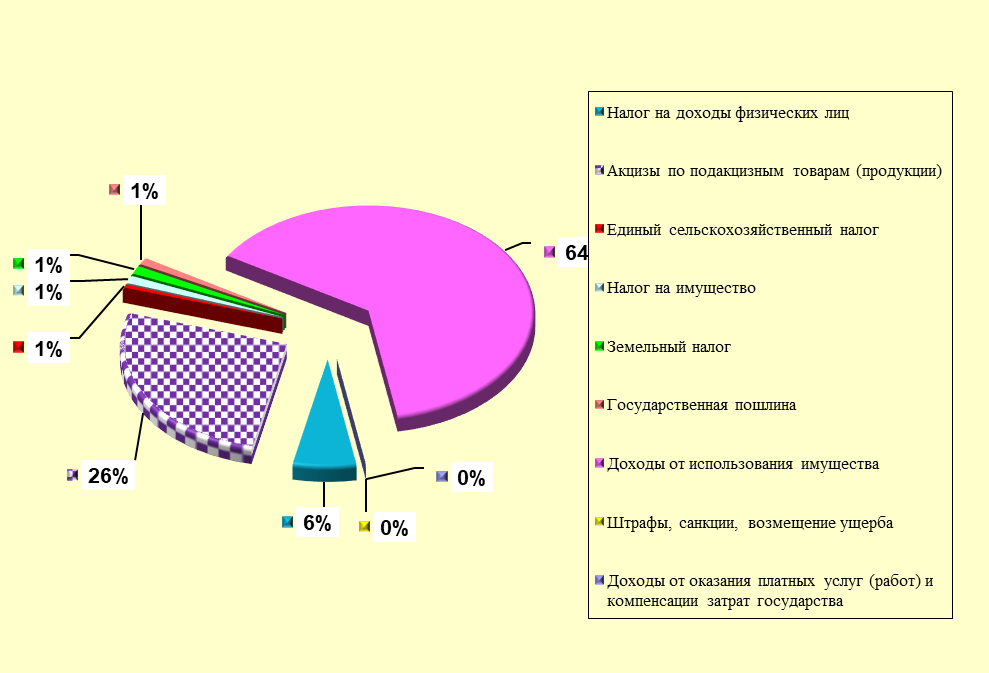 1%
1%
1%
1%
26%
6%
0%
0%
64
Налог на доходы физических лиц
Акцизы по подакцизным товарам (продукции)
Единый сельскохозяйственный налог
Налог на имущество
Земельный налог
Государственная пошлина
Доходы от использования имущества
Штрафы, санкции, возмещение ущерба
Доходы от оказания платных услуг (работ) и
компенсации затрат государства